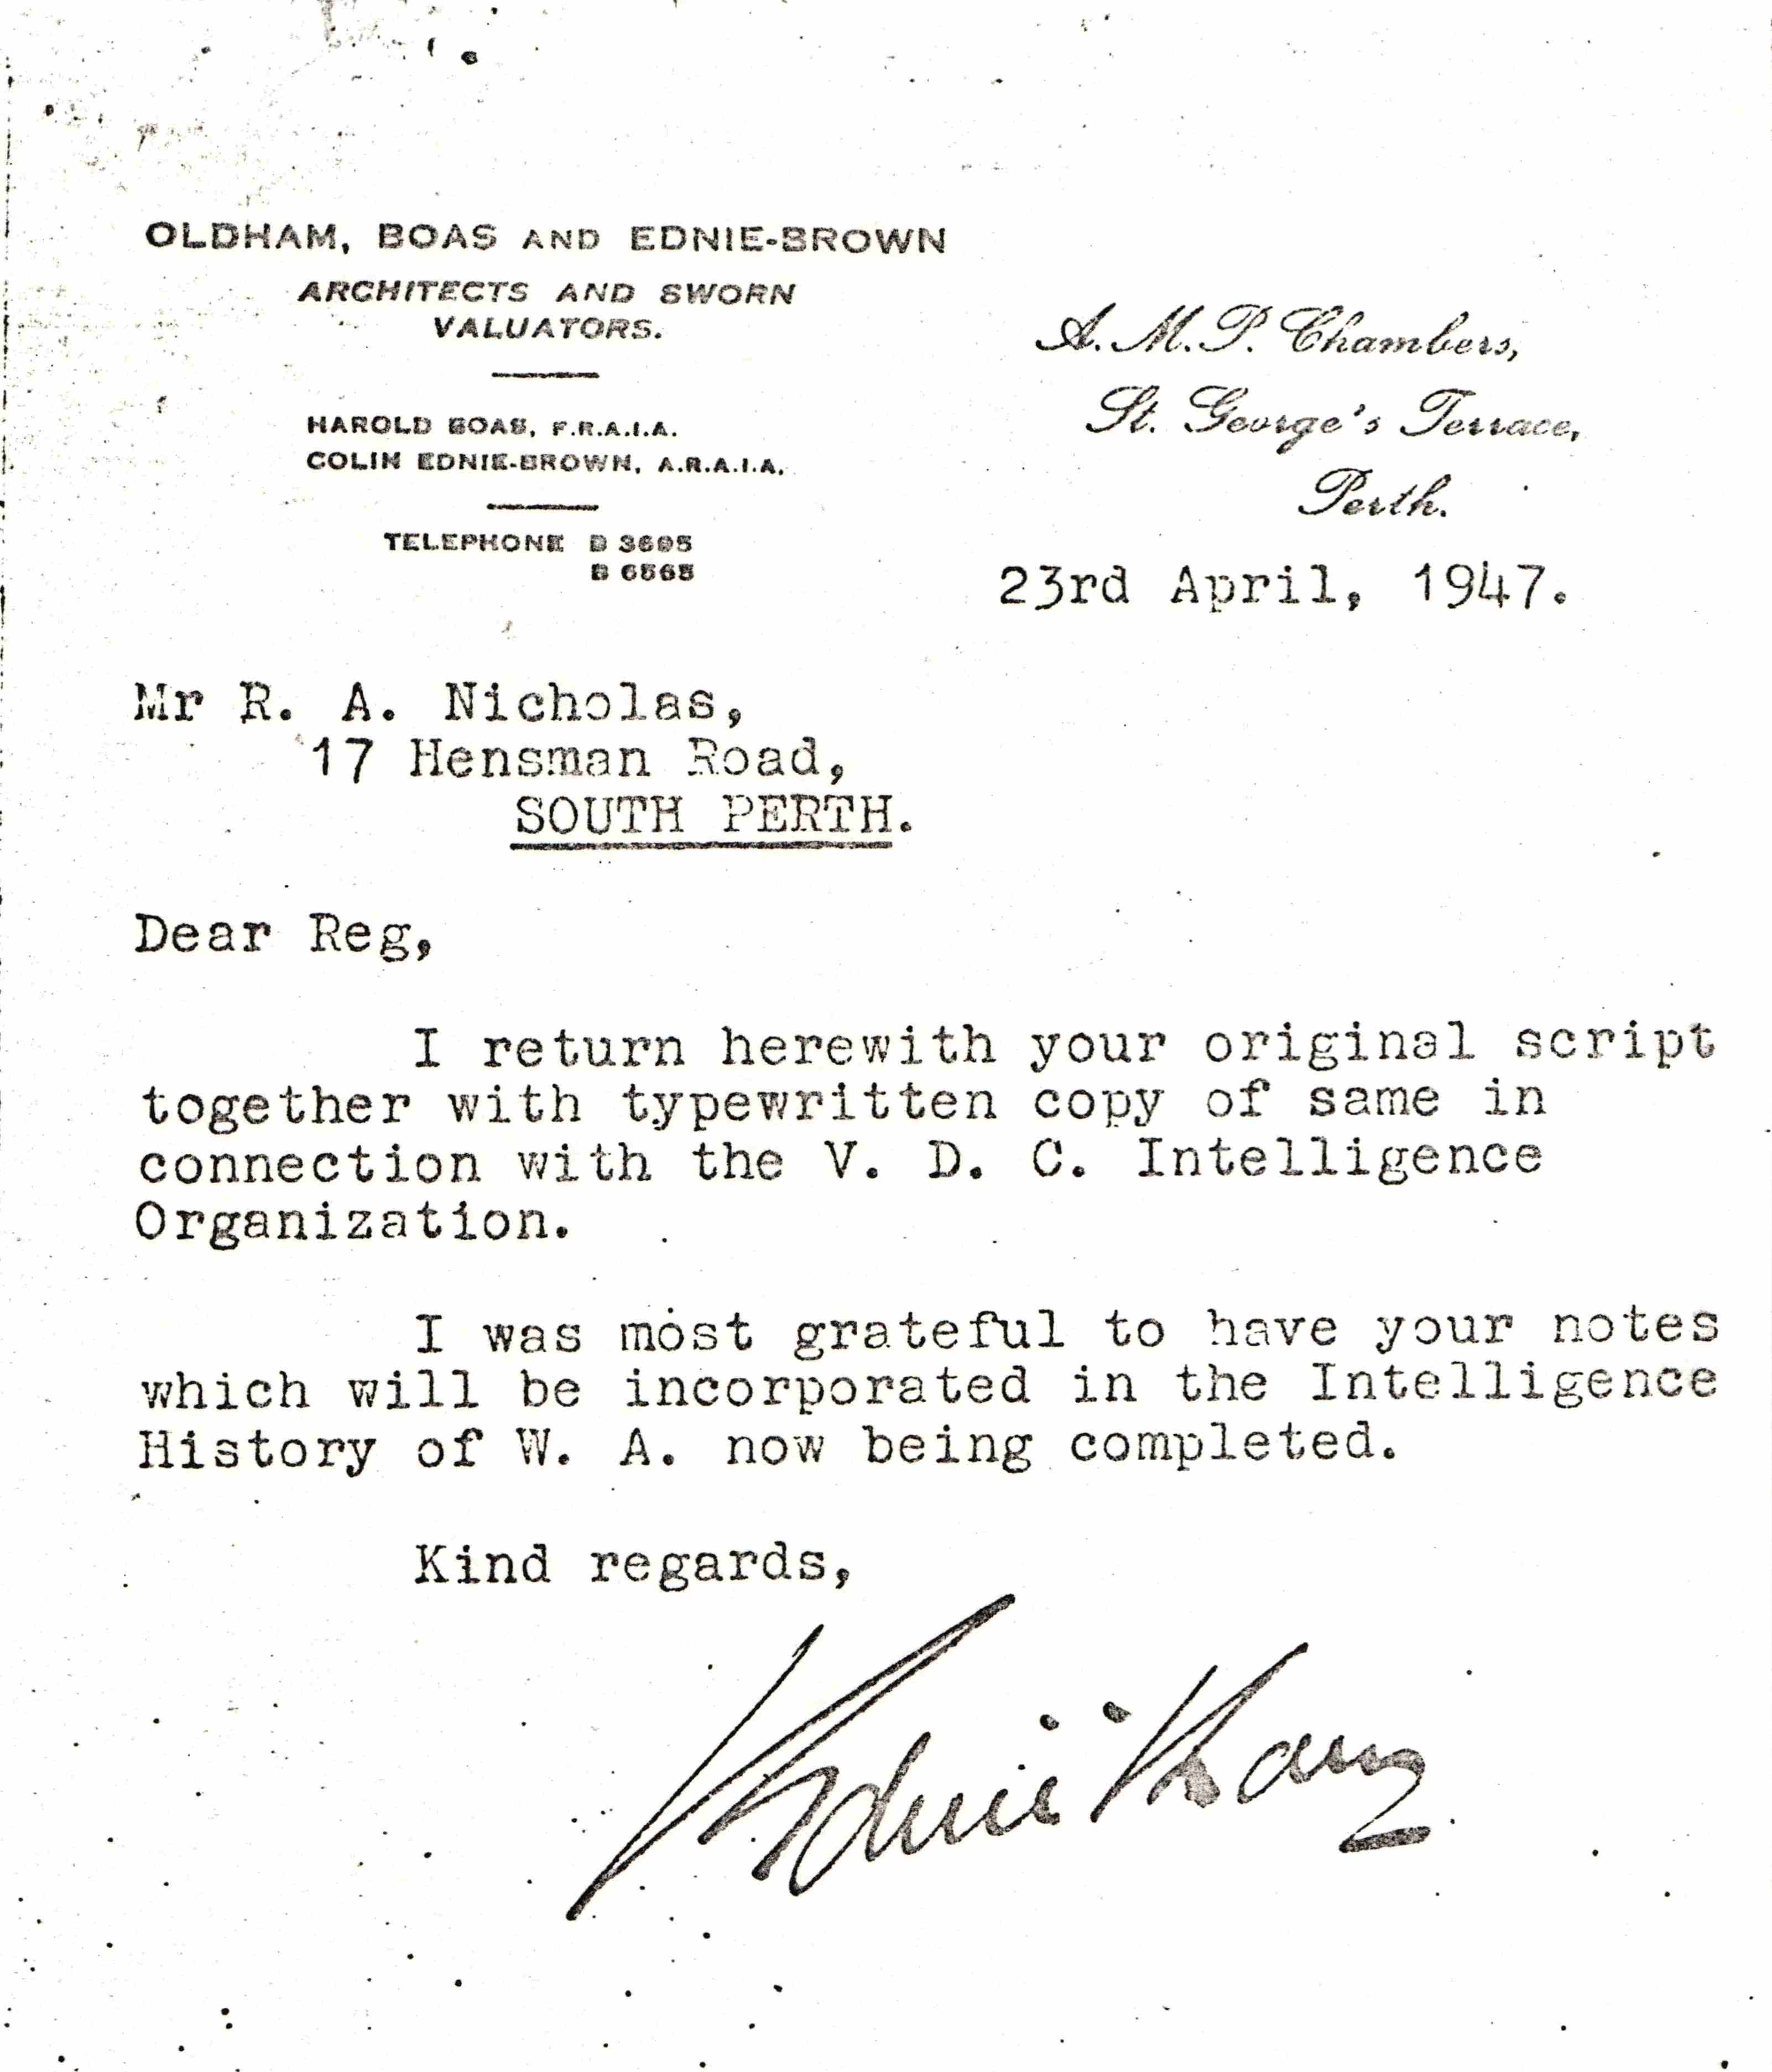 OLDHAM, BOAS AND EDNIE-BROWN
ARCHITECTS AND SWORN
VALUATORS.
HAROLD BOAS, F.R.A.I.A.
COLIN EDNIE-BROWN, A.R.A.I.A.
TELEPHONE B 3695
B 6565
A. M. P. Chambers,
St. George's Terrace,
Perth.
23rd April, 1947.
Mr R. A. Nicholas,
17 Hensman Road,
SOUTH PERTH.
Dear Reg,
I return herewith your original script
together with typewritten copy of same in
connection with the V. D. C. Intelligence
Organization.
I was most grateful to have your notes
which will be incorporated in the Intelligence
History of W. A. now being completed.
Kind regards,